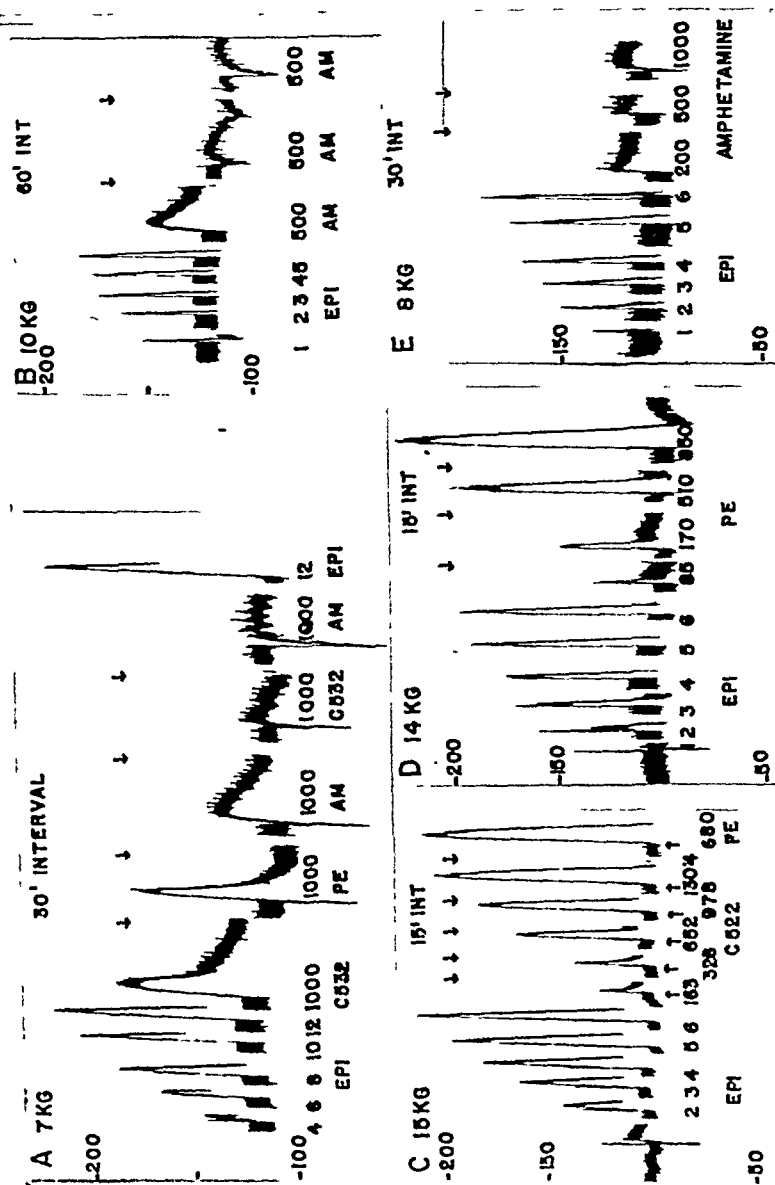 A 7KG
30' INTERVAL
-200
-100
4 6 8 10 12 1000 1000 1000 1000 1000 12
EPI C532 PE AM C532 AM EPI
B 10KG
60' INT
-200
-100
1 2 3 4 5 500 500 500
EPI AM AM AM
C 15KG
15' INT
-200
-150
-50
2 3 4 5 6 163 326 652 978 1304 680
EPI C522 PE
D 14KG
15' INT
-200
-150
-50
1 2 3 4 5 6 85 170 510 850
EPI PE
E 8KG
30' INT
-150
-50
1 2 3 4 5 6 200 500 1000
EPI AMPHETAMINE